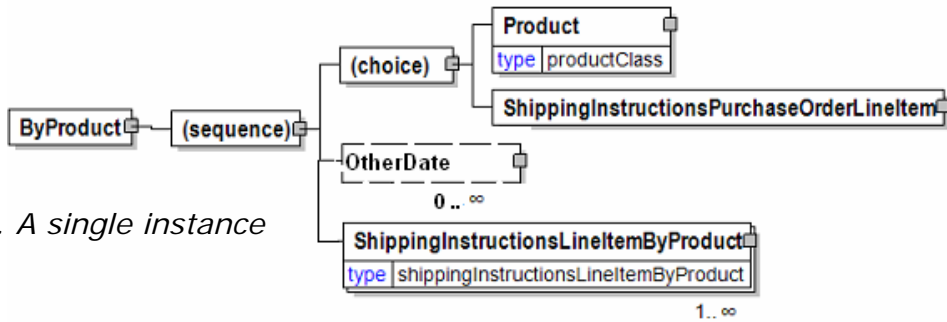 Product
type productClass
(choice)
ShippingInstructionsPurchaseOrderLineItem
ByProduct
(sequence)
OtherDate
0 .. ∞
. A single instance
ShippingInstructionsLineItemByProduct
type shippingInstructionsLineItemByProduct
1.. ∞